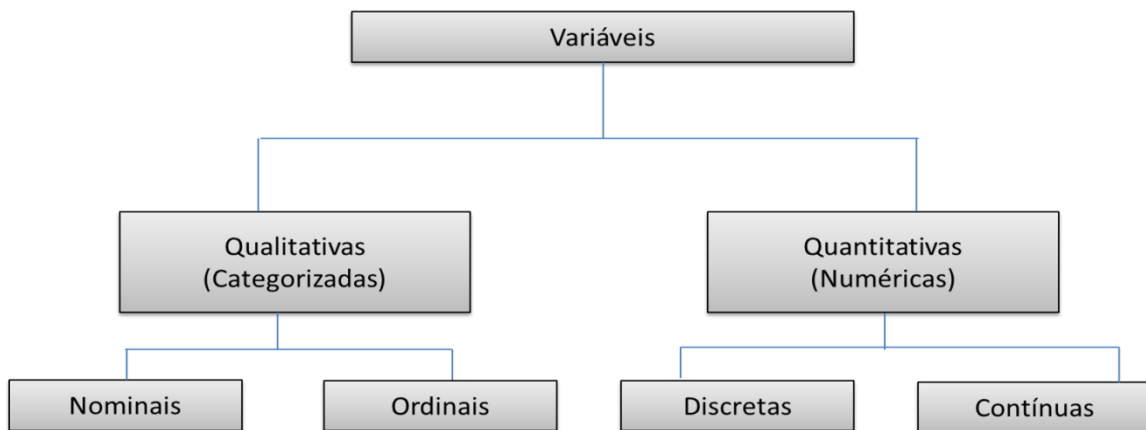 Variáveis
Qualitativas
(Categorizadas)
Quantitativas
(Numéricas)
Nominais
Ordinais
Discretas
Contínuas